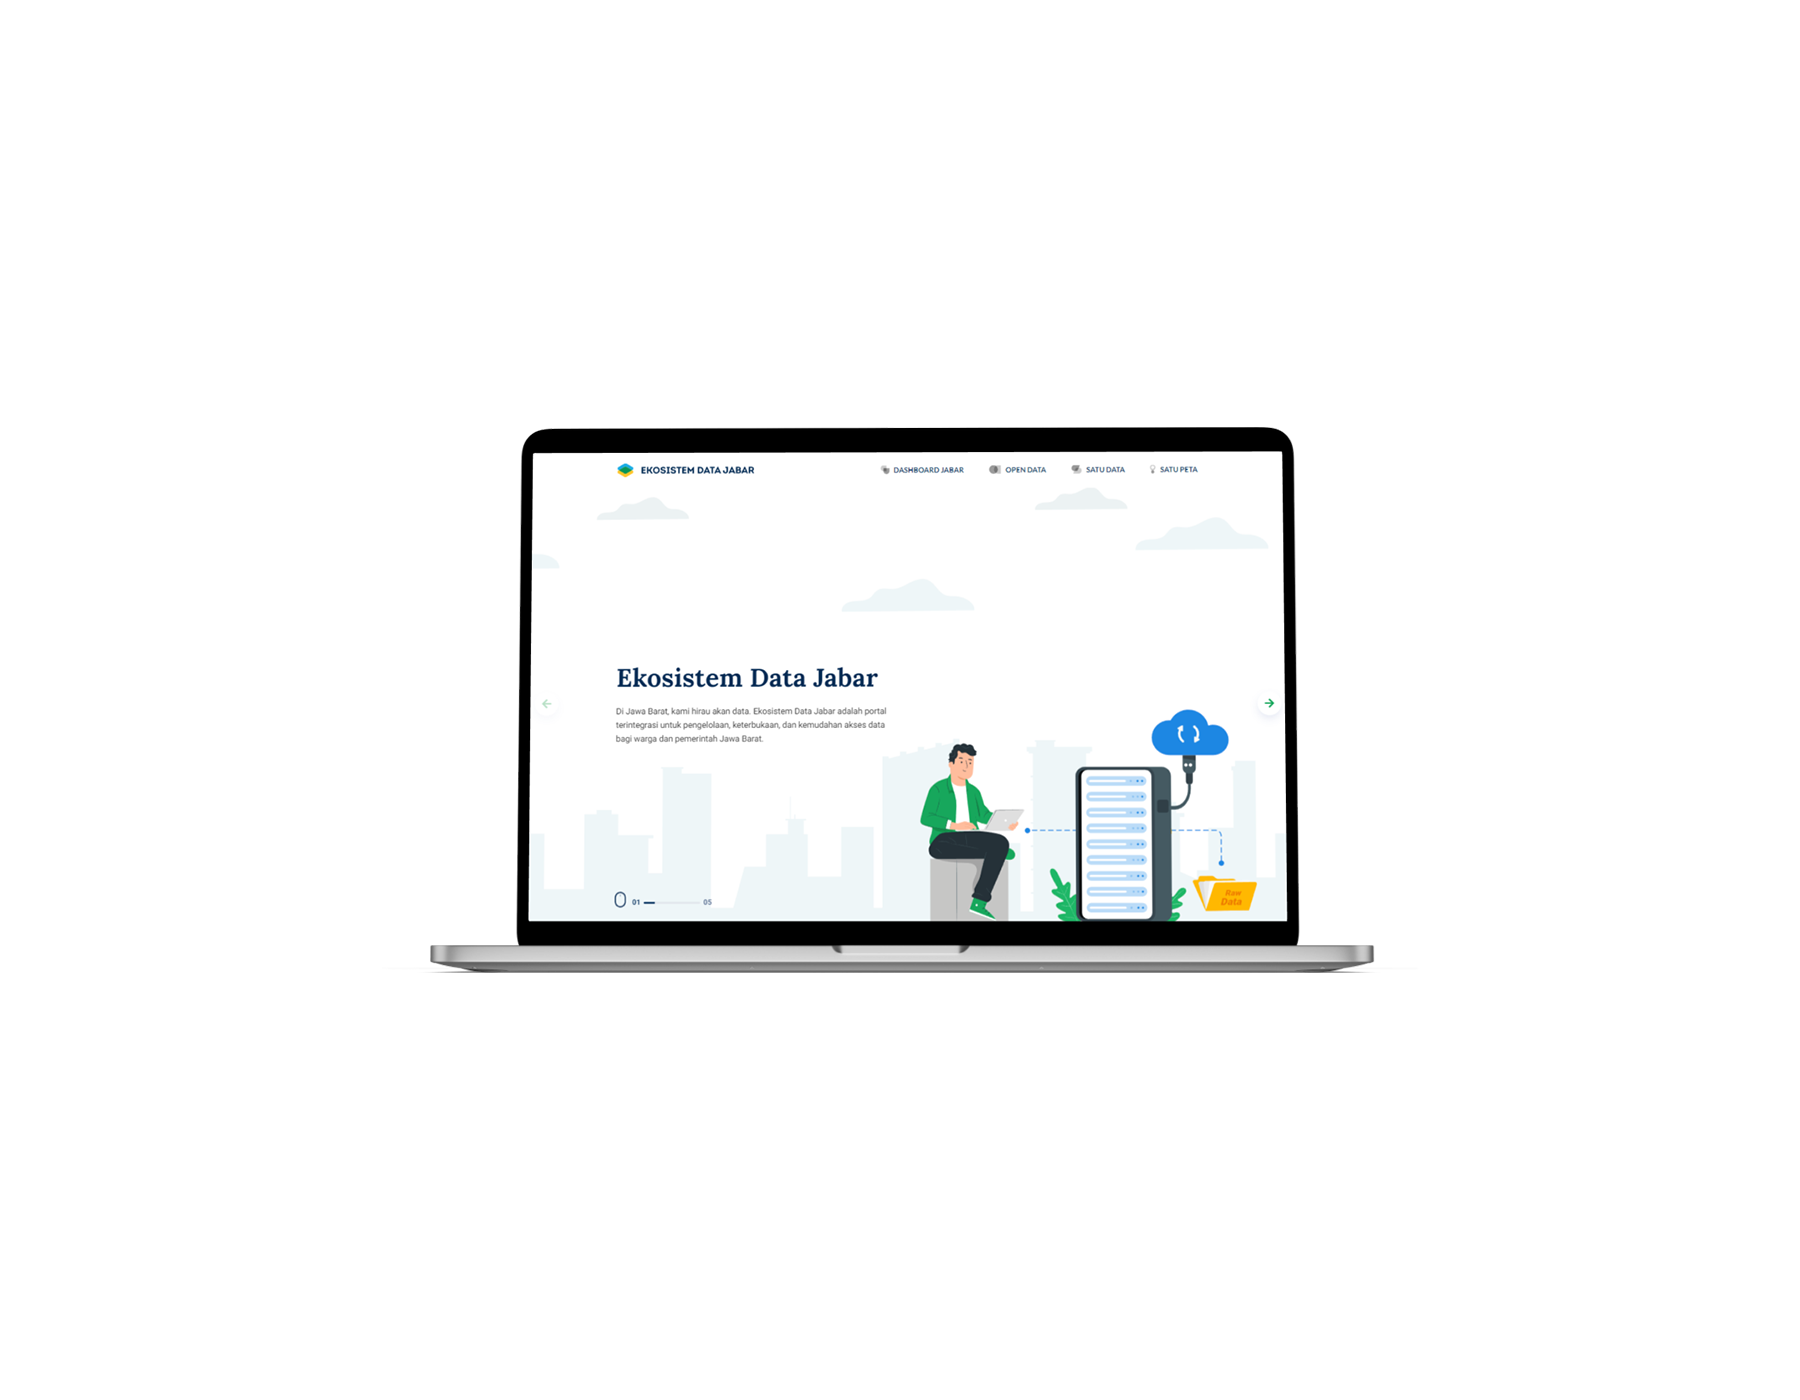 EKOSISTEM DATA JABAR
DASHBOARD JABAR
OPEN DATA
SATU DATA
SATU PETA
Ekosistem Data Jabar
Di Jawa Barat, kami hirau akan data. Ekosistem Data Jabar adalah portal
terintegrasi untuk pengelolaan, keterbukaan, dan kemudahan akses data
bagi warga dan pemerintah Jawa Barat.
Raw
Data
01
05